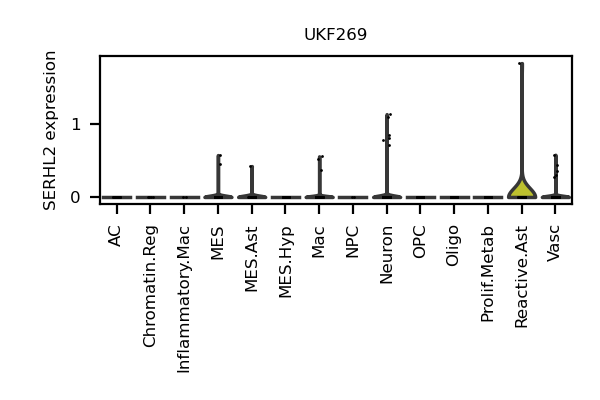 UKF269
SERHL2 expression
1
0
AC
Chromatin.Reg
Inflammatory.Mac
MES
MES.Ast
MES.Hyp
Mac
NPC
Neuron
OPC
Oligo
Prolif.Metab
Reactive.Ast
Vasc